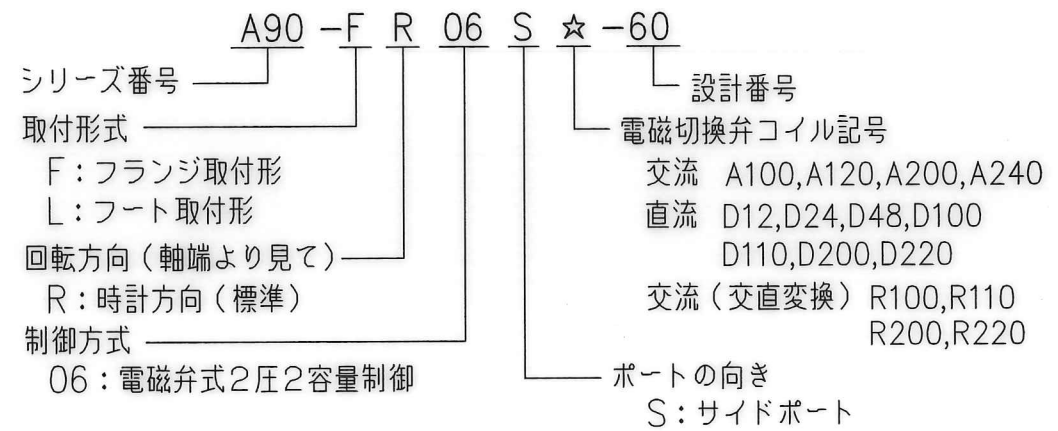 A90 -F R 06 S ☆ -60
シリーズ番号
設計番号
取付形式
電磁切換弁コイル記号
F：フランジ取付形
交流 A100,A120,A200,A240
L：フート取付形
直流 D12,D24,D48,D100
D110,D200,D220
回転方向（軸端より見て）
R：時計方向（標準）
交流（交直変換） R100,R110
R200,R220
制御方式
06：電磁弁式2圧2容量制御
ポートの向き
S：サイドポート